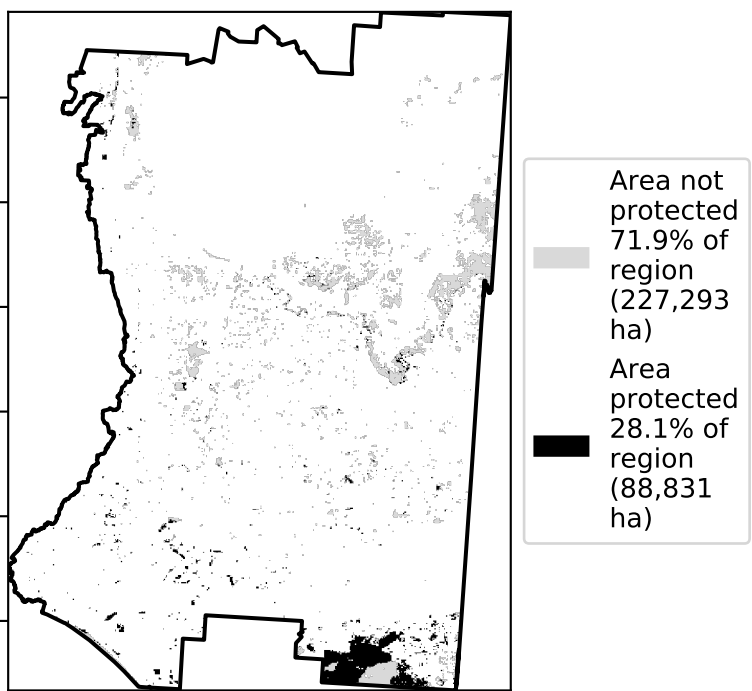 Area not
protected
71.9% of
region
(227,293
ha)
Area
protected
28.1% of
region
(88,831
ha)